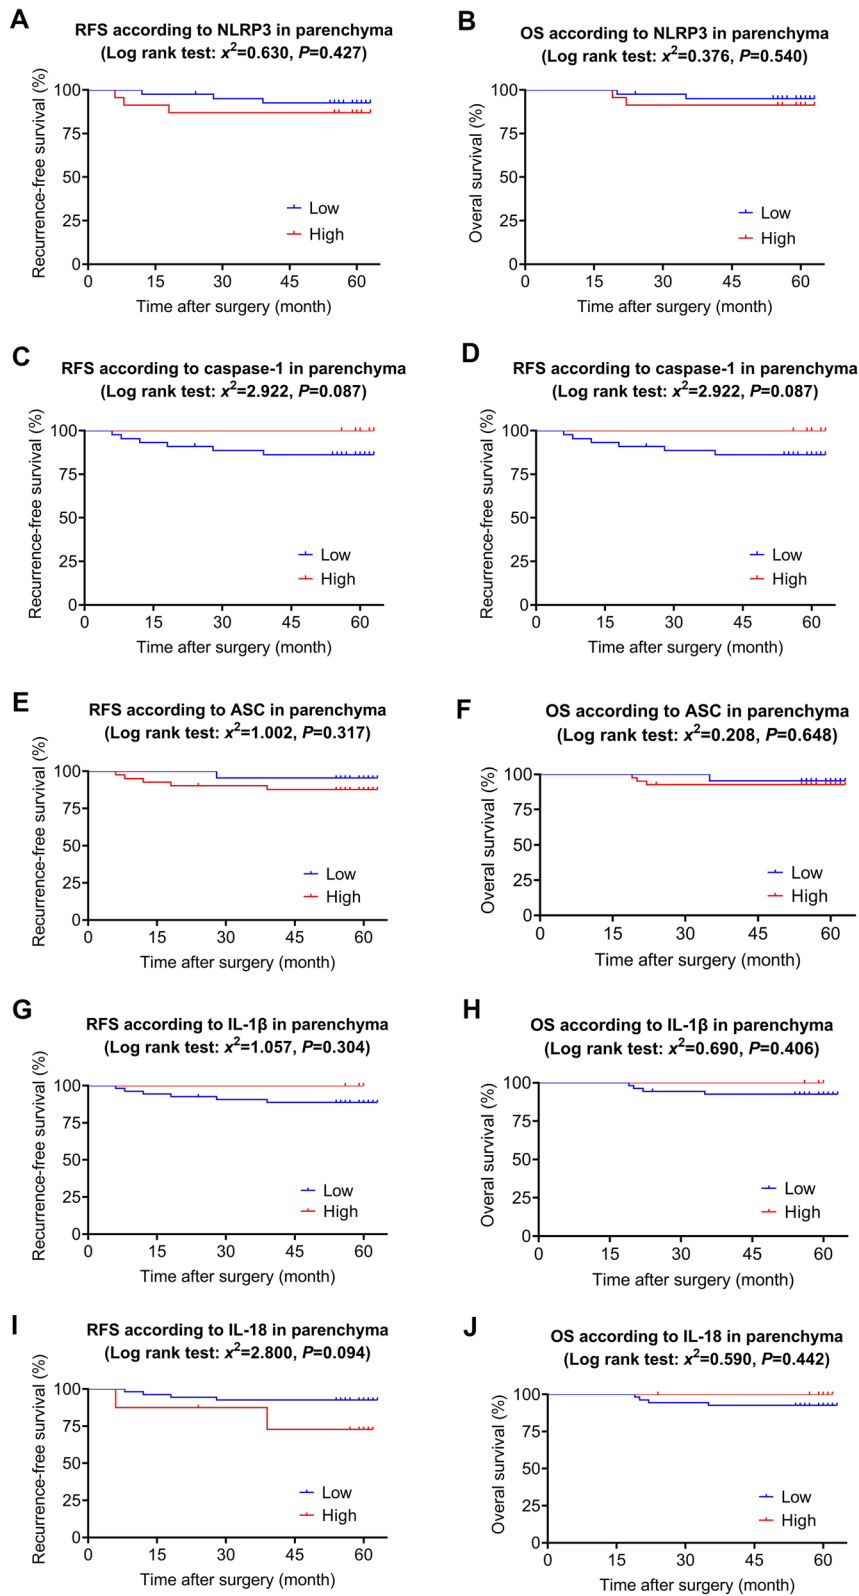 A
RFS according to NLRP3 in parenchyma
(Log rank test: x²=0.630, P=0.427)
Recurrence-free survival (%)
100
75
50
25
0
Low
High
0 15 30 45 60
Time after surgery (month)
B
OS according to NLRP3 in parenchyma
(Log rank test: x²=0.376, P=0.540)
Overal survival (%)
100
75
50
25
0
Low
High
0 15 30 45 60
Time after surgery (month)
C
RFS according to caspase-1 in parenchyma
(Log rank test: x²=2.922, P=0.087)
Recurrence-free survival (%)
100
75
50
25
0
Low
High
0 15 30 45 60
Time after surgery (month)
D
RFS according to caspase-1 in parenchyma
(Log rank test: x²=2.922, P=0.087)
Recurrence-free survival (%)
100
75
50
25
0
Low
High
0 15 30 45 60
Time after surgery (month)
E
RFS according to ASC in parenchyma
(Log rank test: x²=1.002, P=0.317)
Recurrence-free survival (%)
100
75
50
25
0
Low
High
0 15 30 45 60
Time after surgery (month)
F
OS according to ASC in parenchyma
(Log rank test: x²=0.208, P=0.648)
Overal survival (%)
100
75
50
25
0
Low
High
0 15 30 45 60
Time after surgery (month)
G
RFS according to IL-1β in parenchyma
(Log rank test: x²=1.057, P=0.304)
Recurrence-free survival (%)
100
75
50
25
0
Low
High
0 15 30 45 60
Time after surgery (month)
H
OS according to IL-1β in parenchyma
(Log rank test: x²=0.690, P=0.406)
Overal survival (%)
100
75
50
25
0
Low
High
0 15 30 45 60
Time after surgery (month)
I
RFS according to IL-18 in parenchyma
(Log rank test: x²=2.800, P=0.094)
Recurrence-free survival (%)
100
75
50
25
0
Low
High
0 15 30 45 60
Time after surgery (month)
J
OS according to IL-18 in parenchyma
(Log rank test: x²=0.590, P=0.442)
Overal survival (%)
100
75
50
25
0
Low
High
0 15 30 45 60
Time after surgery (month)